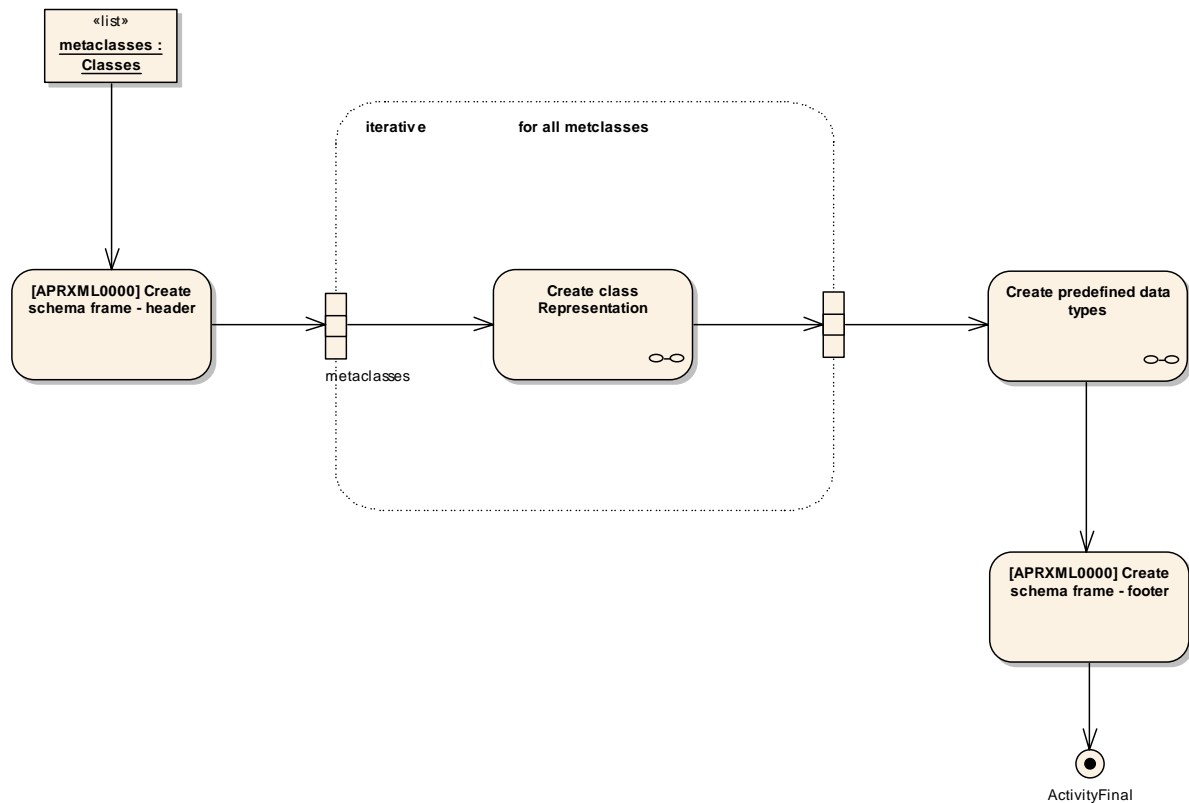 «list»
metaclasses :
Classes
iterative for all metclasses
[APRXML0000] Create
schema frame - header
metaclasses
Create class
Representation
Create predefined data
types
[APRXML0000] Create
schema frame - footer
ActivityFinal